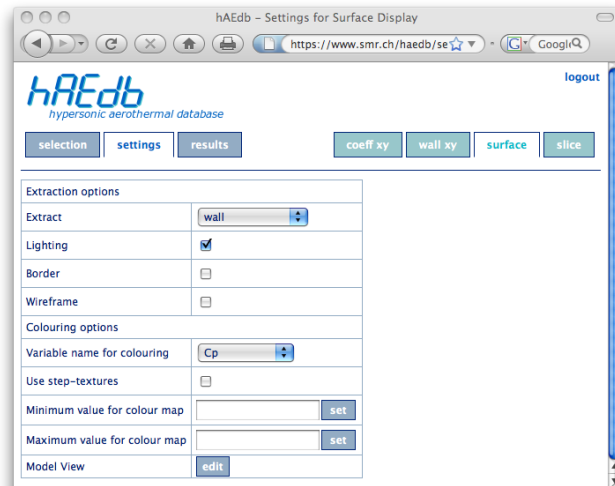 hAEdb – Settings for Surface Display
https://www.smr.ch/haedb/se
G
Google
logout
hAEdb
hypersonic aerothermal database
selection settings results coeff xy wall xy surface slice
Extraction options
Extract wall
Lighting
Border
Wireframe
Colouring options
Variable name for colouring Cp
Use step-textures
Minimum value for colour map set
Maximum value for colour map set
Model View edit